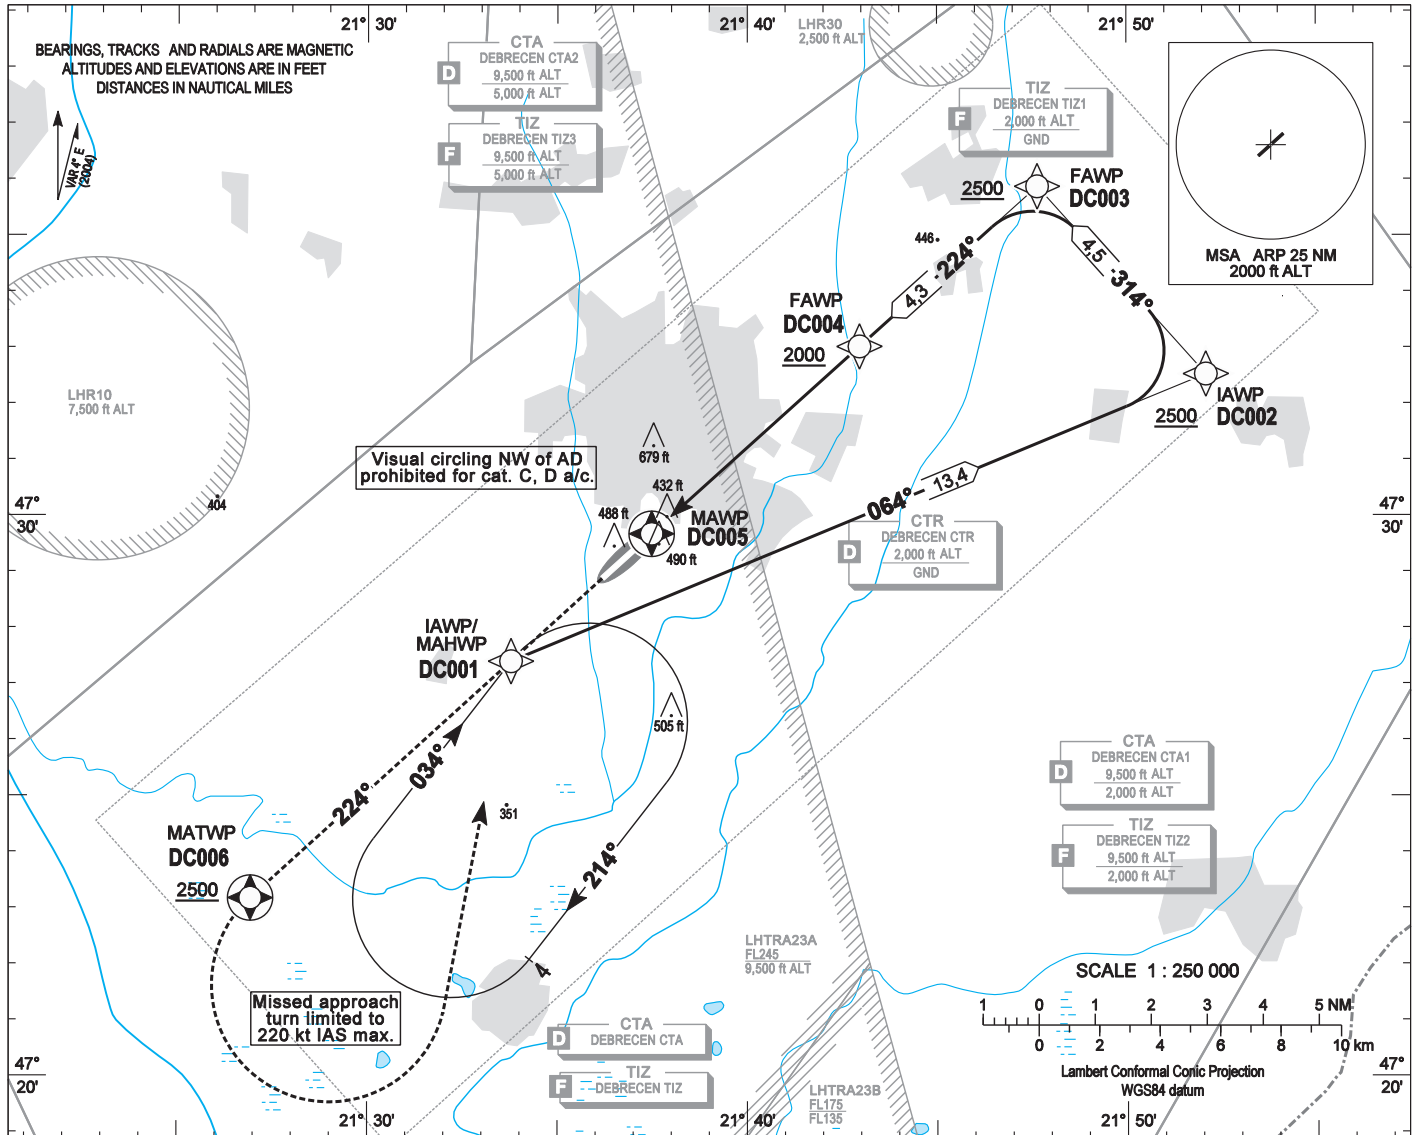 21° 30'
21° 40'
21° 50'
BEARINGS, TRACKS AND RADIALS ARE MAGNETIC
ALTITUDES AND ELEVATIONS ARE IN FEET
DISTANCES IN NAUTICAL MILES
VAR 4° E
(2004)
CTA
DEBRECEN CTA2
D
9,500 ft ALT
5,000 ft ALT
TIZ
DEBRECEN TIZ3
F
9,500 ft ALT
5,000 ft ALT
LHR30
2,500 ft ALT
TIZ
DEBRECEN TIZ1
F
2,000 ft ALT
GND
MSA ARP 25 NM
2000 ft ALT
FAWP
DC003
2500
446
224°
4,3
4,5
314°
FAWP
DC004
2000
IAWP
DC002
2500
LHR10
7,500 ft ALT
404
Visual circling NW of AD
prohibited for cat. C, D a/c.
679 ft
432 ft
488 ft
490 ft
MAWP
DC005
064°
13,4
CTR
DEBRECEN CTR
D
2,000 ft ALT
GND
47°
30'
47°
30'
IAWP/
MAHWP
DC001
505 ft
034°
224°
351
214°
4
MATWP
DC006
2500
Missed approach
turn limited to
220 kt IAS max.
CTA
DEBRECEN CTA1
D
9,500 ft ALT
2,000 ft ALT
TIZ
DEBRECEN TIZ2
F
9,500 ft ALT
2,000 ft ALT
LHTRA23A
FL245
9,500 ft ALT
CTA
D
DEBRECEN CTA
TIZ
F
DEBRECEN TIZ
LHTRA23B
FL175
FL135
SCALE 1 : 250 000
1 0 1 2 3 4 5 NM
0 2 4 6 8 10 km
Lambert Conformal Conic Projection
WGS84 datum
47°
20'
47°
20'
21° 30'
21° 40'
21° 50'